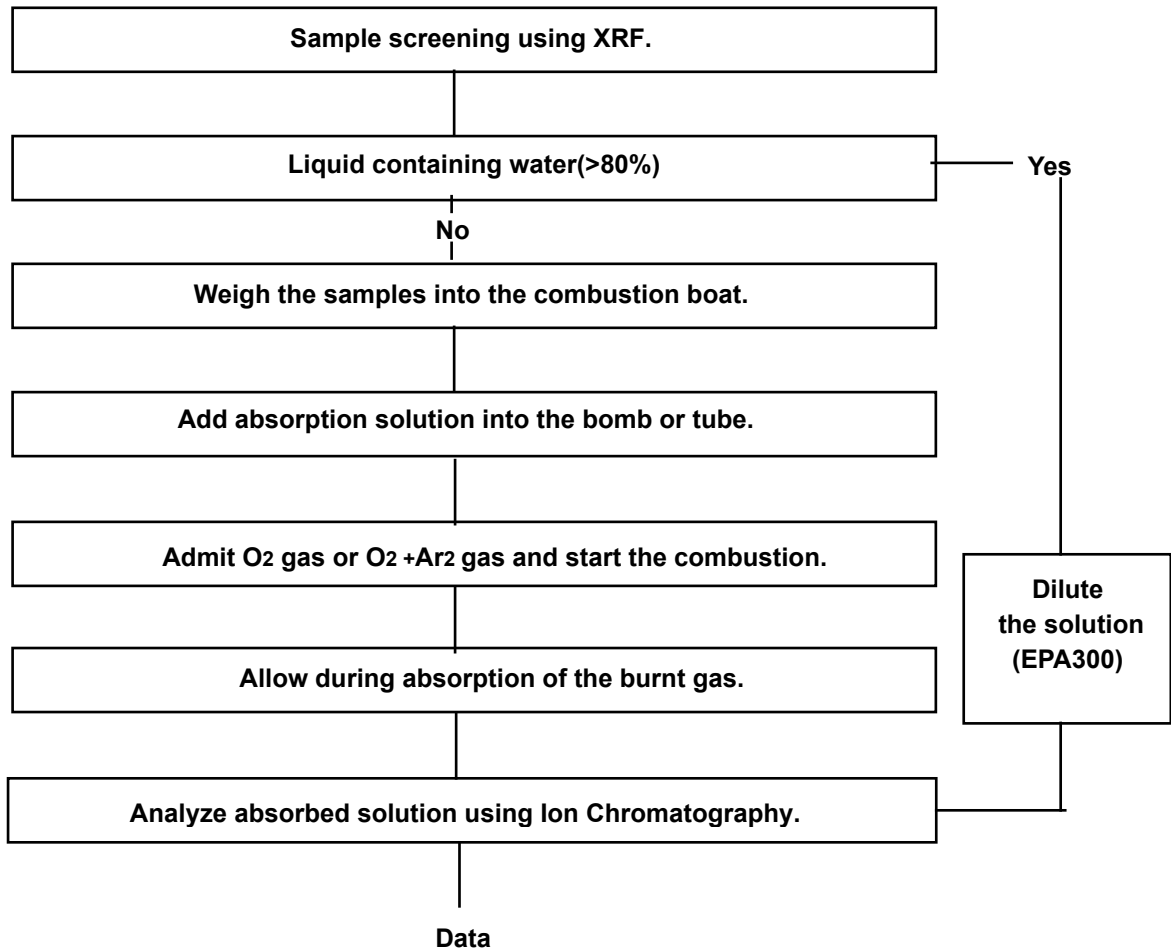 Sample screening using XRF.
Liquid containing water(>80%)
Yes
No
Weigh the samples into the combustion boat.
Add absorption solution into the bomb or tube.
Admit O2 gas or O2 +Ar2 gas and start the combustion.
Dilute
the solution
(EPA300)
Allow during absorption of the burnt gas.
Analyze absorbed solution using Ion Chromatography.
Data